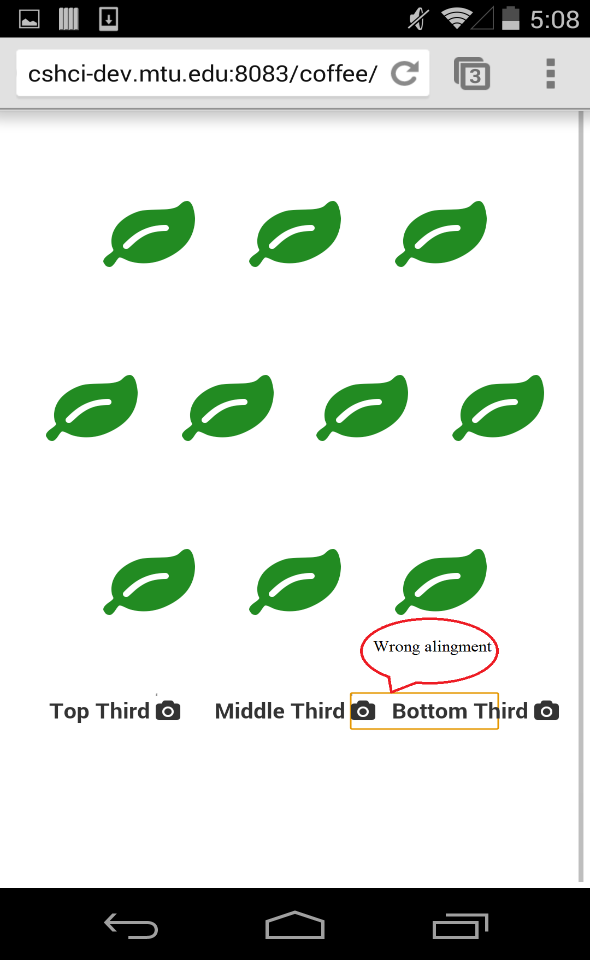 5:08
cshci-dev.mtu.edu:8083/coffee/
3
Wrong alingment
Top Third Middle Third Bottom Third